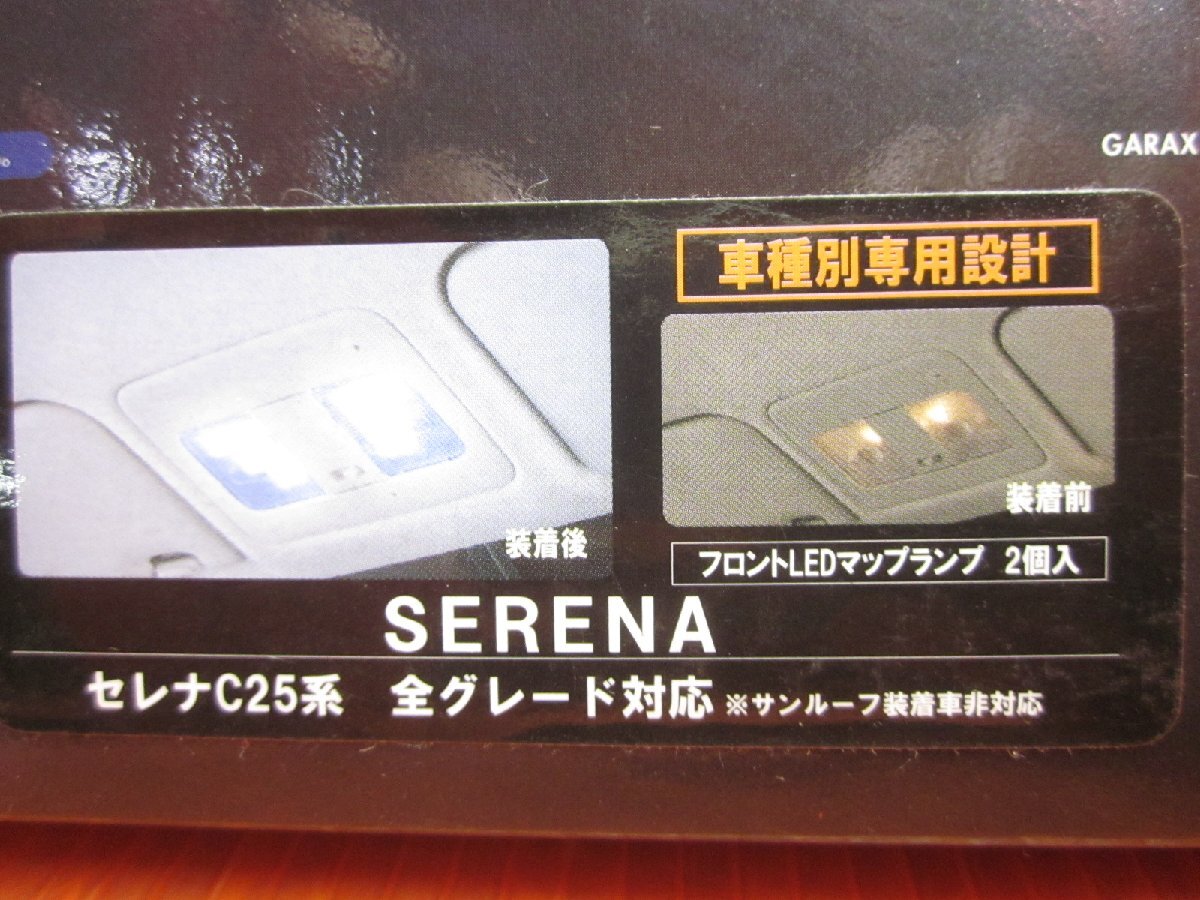 GARAX
車種別専用設計
装着後
装着前
フロントLEDマップランプ 2個入
SERENA
セレナC25系 全グレード対応 ※サンルーフ装着車非対応